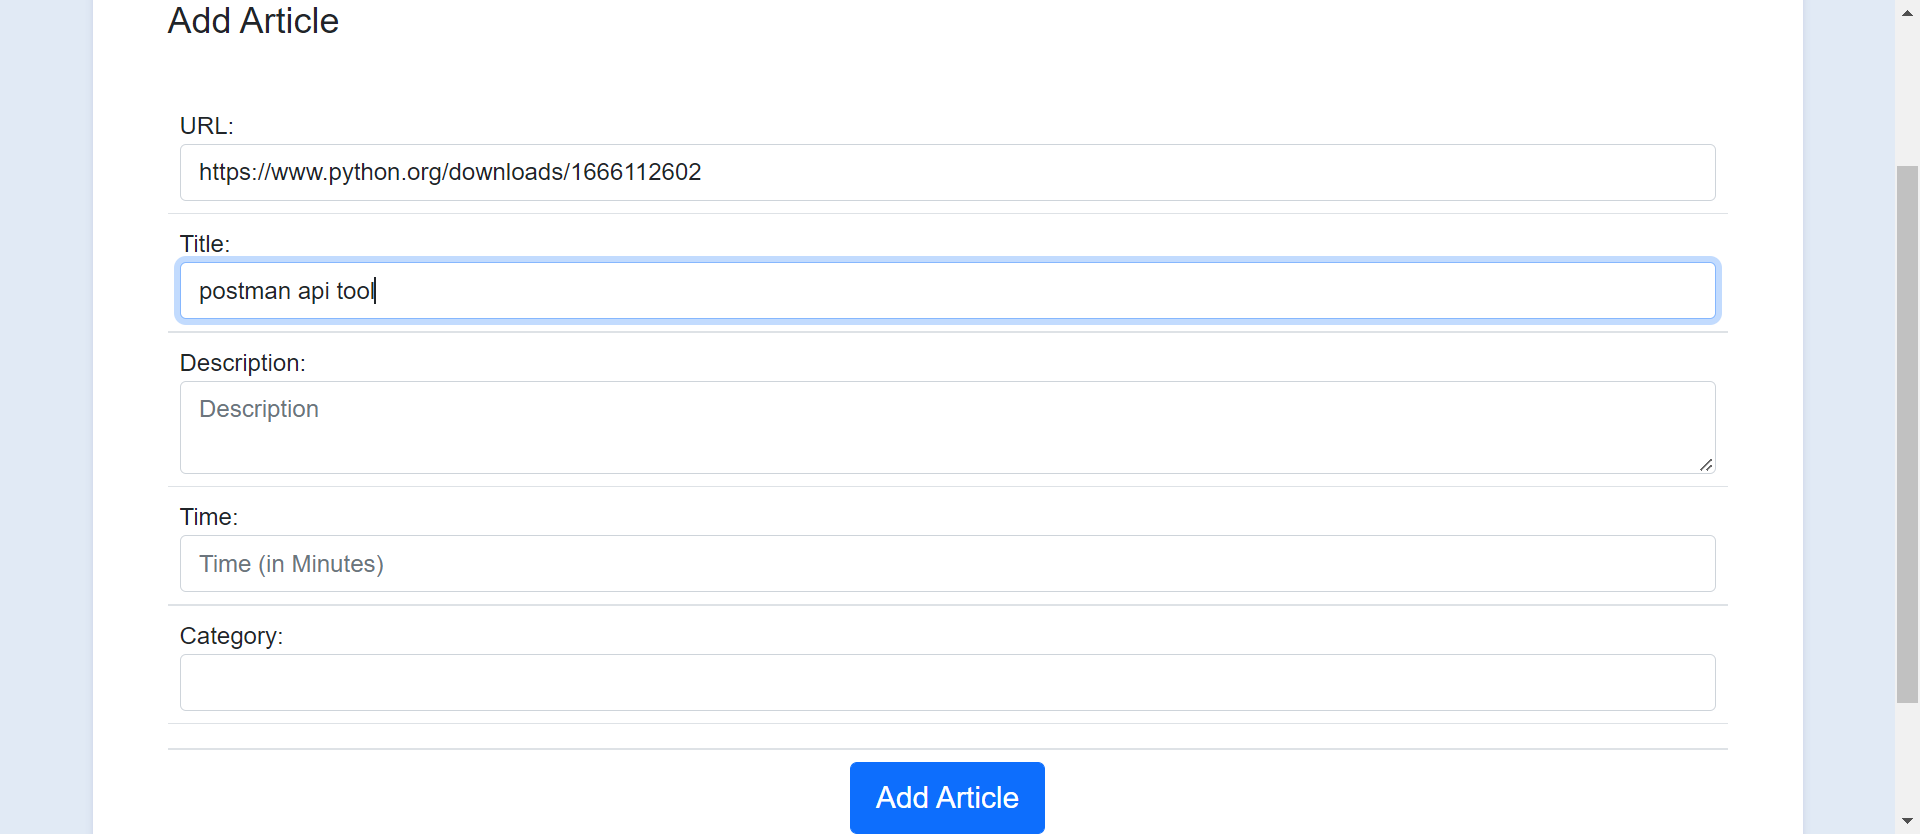 Add Article
URL:
https://www.python.org/downloads/1666112602
Title:
postman api tool
Description:
Description
Time:
Time (in Minutes)
Category:
Add Article